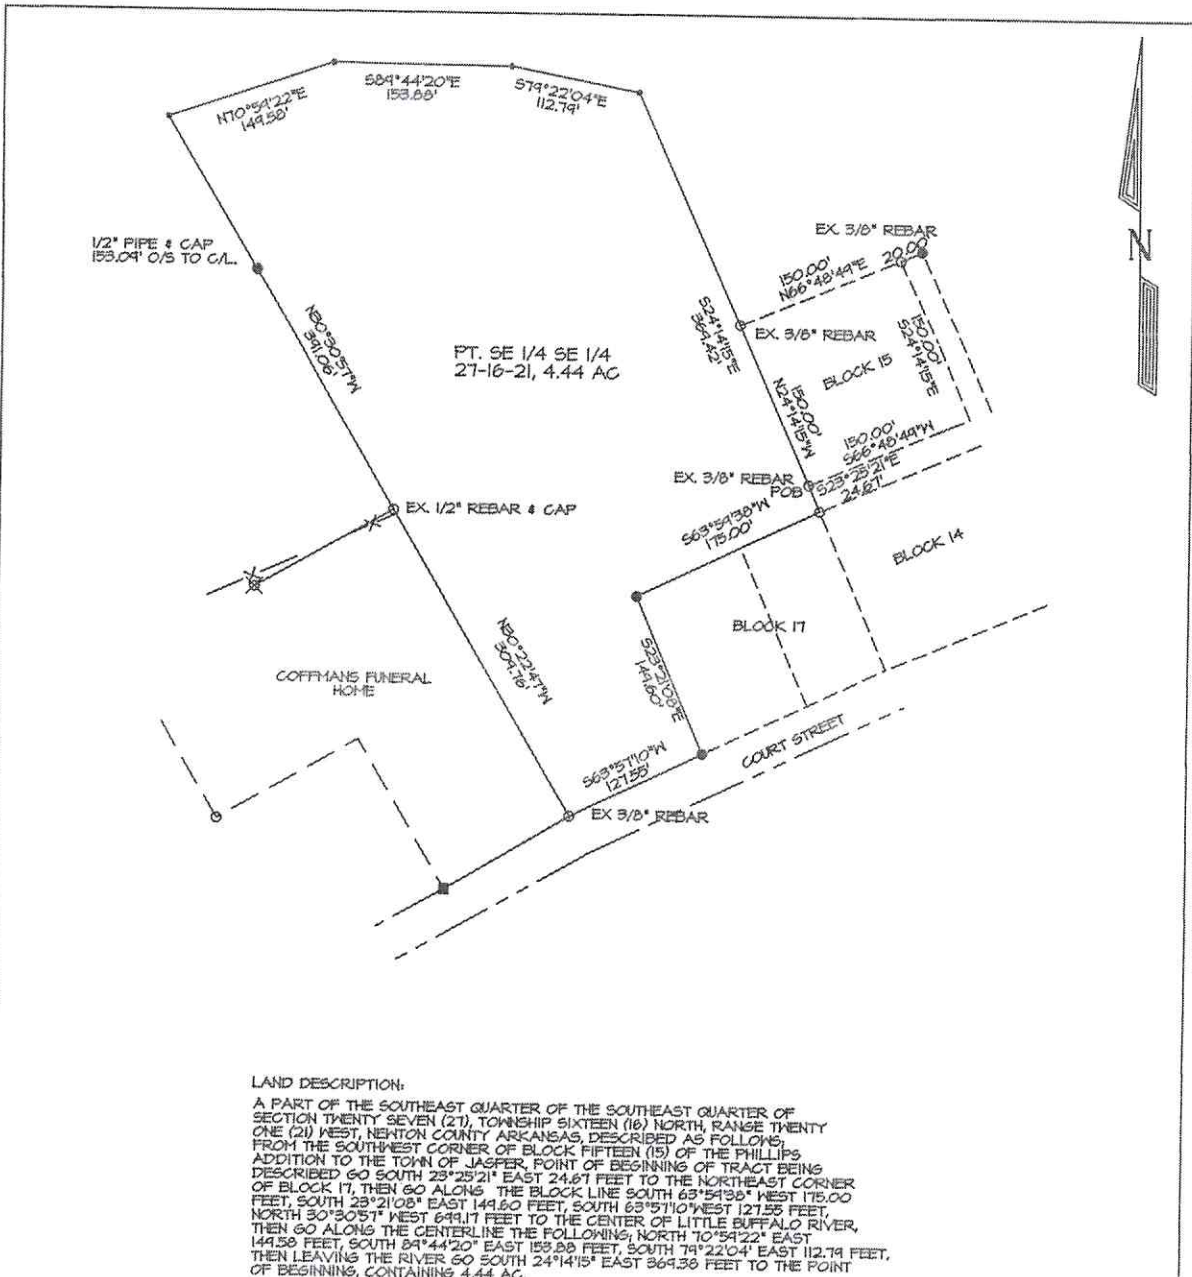 S89°44'20"E
153.88'
S79°22'04"E
112.79'
N70°59'22"E
149.58'
1/2" PIPE & CAP
153.09' O/S TO C/L.
EX. 3/8" REBAR
20.00'
150.00'
N66°48'49"E
N
N30°30'57"W
391.06'
S24°14'15"E
369.42'
EX. 3/8" REBAR
150.00'
S24°14'15"E
PT. SE 1/4 SE 1/4
27-16-21, 4.44 AC
BLOCK 15
150.00'
N24°14'15"W
150.00'
S66°48'49"W
EX. 3/8" REBAR
POB
S23°25'21"E
24.67'
EX. 1/2" REBAR & CAP
S63°59'38"W
175.00'
BLOCK 14
BLOCK 17
N30°22'47"W
309.76'
S23°21'08"E
149.60'
COFFMANS FUNERAL
HOME
COURT STREET
S63°57'10"W
127.55'
EX 3/8" REBAR
LAND DESCRIPTION:
A PART OF THE SOUTHEAST QUARTER OF THE SOUTHEAST QUARTER OF
SECTION TWENTY SEVEN (27), TOWNSHIP SIXTEEN (16) NORTH, RANGE TWENTY
ONE (21) WEST, NEWTON COUNTY ARKANSAS, DESCRIBED AS FOLLOWS;
FROM THE SOUTHWEST CORNER OF BLOCK FIFTEEN (15) OF THE PHILLIPS
ADDITION TO THE TOWN OF JASPER, POINT OF BEGINNING OF TRACT BEING
DESCRIBED GO SOUTH 23°25'21" EAST 24.67 FEET TO THE NORTHEAST CORNER
OF BLOCK 17, THEN GO ALONG THE BLOCK LINE SOUTH 63°59'38" WEST 175.00
FEET, SOUTH 23°21'08" EAST 149.60 FEET, SOUTH 63°57'10" WEST 127.55 FEET,
NORTH 30°30'57" WEST 699.17 FEET TO THE CENTER OF LITTLE BUFFALO RIVER,
THEN GO ALONG THE CENTERLINE THE FOLLOWING; NORTH 70°59'22" EAST
149.58 FEET, SOUTH 89°44'20" EAST 153.88 FEET, SOUTH 79°22'04" EAST 112.79 FEET,
THEN LEAVING THE RIVER GO SOUTH 24°14'15" EAST 369.38 FEET TO THE POINT
OF BEGINNING, CONTAINING 4.44 AC.